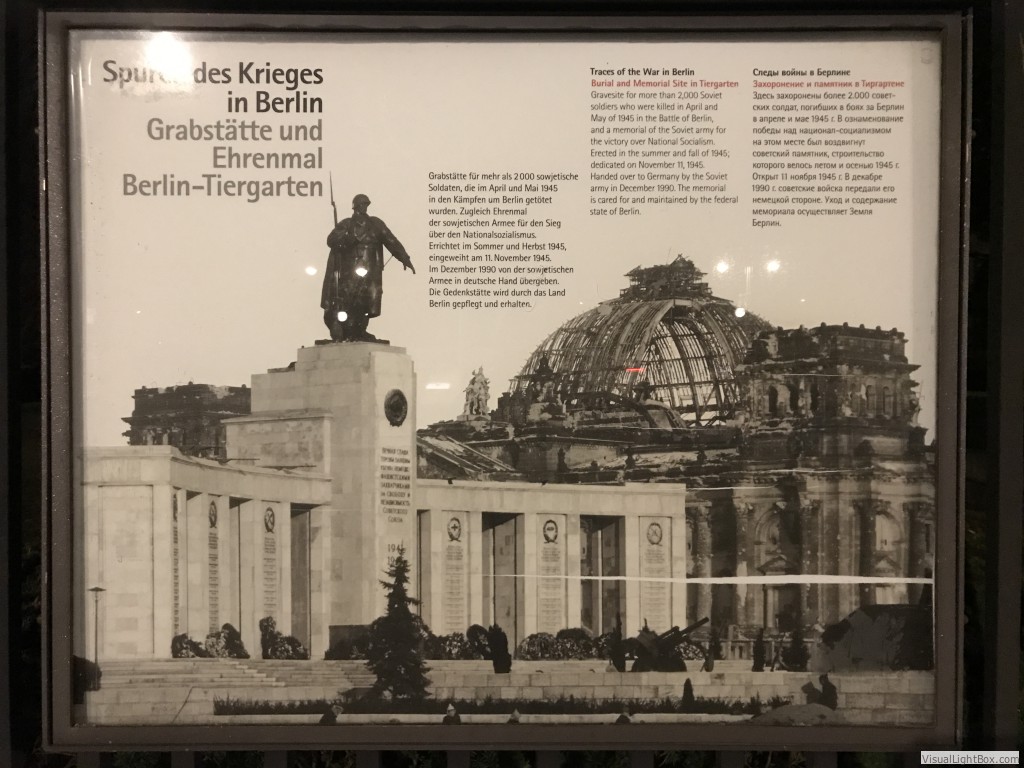 des Krieges
in Berlin
Grabstätte und
Ehrenmal
Berlin-Tiergarten
Grabstätte für mehr als 2 000 sowjetische
Soldaten, die im April und Mai 1945
in den Kämpfen um Berlin getötet
wurden. Zugleich Ehrenmal
der sowjetischen Armee für den Sieg
über den Nationalsozialismus.
Errichtet im Sommer und Herbst 1945,
eingeweiht am 11. November 1945.
Im Dezember 1990 von der sowjetischen
Armee in deutsche Hand übergeben.
Die Gedenkstätte wird durch das Land
Berlin gepflegt und erhalten.
Traces of the War in Berlin
Burial and Memorial Site in Tiergarten
Gravesite for more than 2,000 Soviet
soldiers who were killed in April and
May of 1945 in the Battle of Berlin,
and a memorial of the Soviet army for
the victory over National Socialism.
Erected in the summer and fall of 1945;
dedicated on November 11, 1945.
Handed over to Germany by the Soviet
army in December 1990. The memorial
is cared for and maintained by the federal
state of Berlin.
Следы войны в Берлине
Захоронение и памятник в Тиргартене
Здесь захоронены более 2.000 совет-
ских солдат, погибших в боях за Берлин
в апреле и мае 1945 г. В ознаменование
победы над национал-социализмом
на этом месте был воздвигнут
советский памятник, строительство
которого велось летом и осенью 1945 г.
Открыт 11 ноября 1945 г. В декабре
1990 г. советские войска передали его
немецкой стороне. Уход и содержание
мемориала осуществляет Земля
Берлин.
VisualLightBox.com